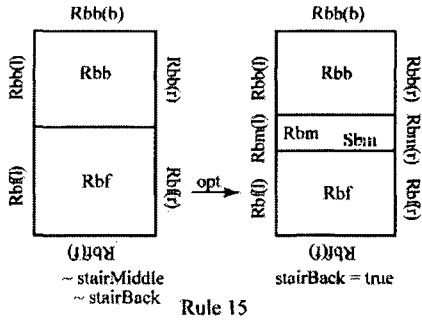 Rbb(b) Rbb(b)
Rbb(l) Rbb Rbb(r) Rbb(l) Rbb Rbb(r)
Rbm(l) Rbm Sbm Rbm(r)
Rbf(l) Rbf Rbf(r) opt Rbf(l) Rbf Rbf(r)
Rbf(f) Rbf(f)
~ stairMiddle stairBack = true
~ stairBack
Rule 15